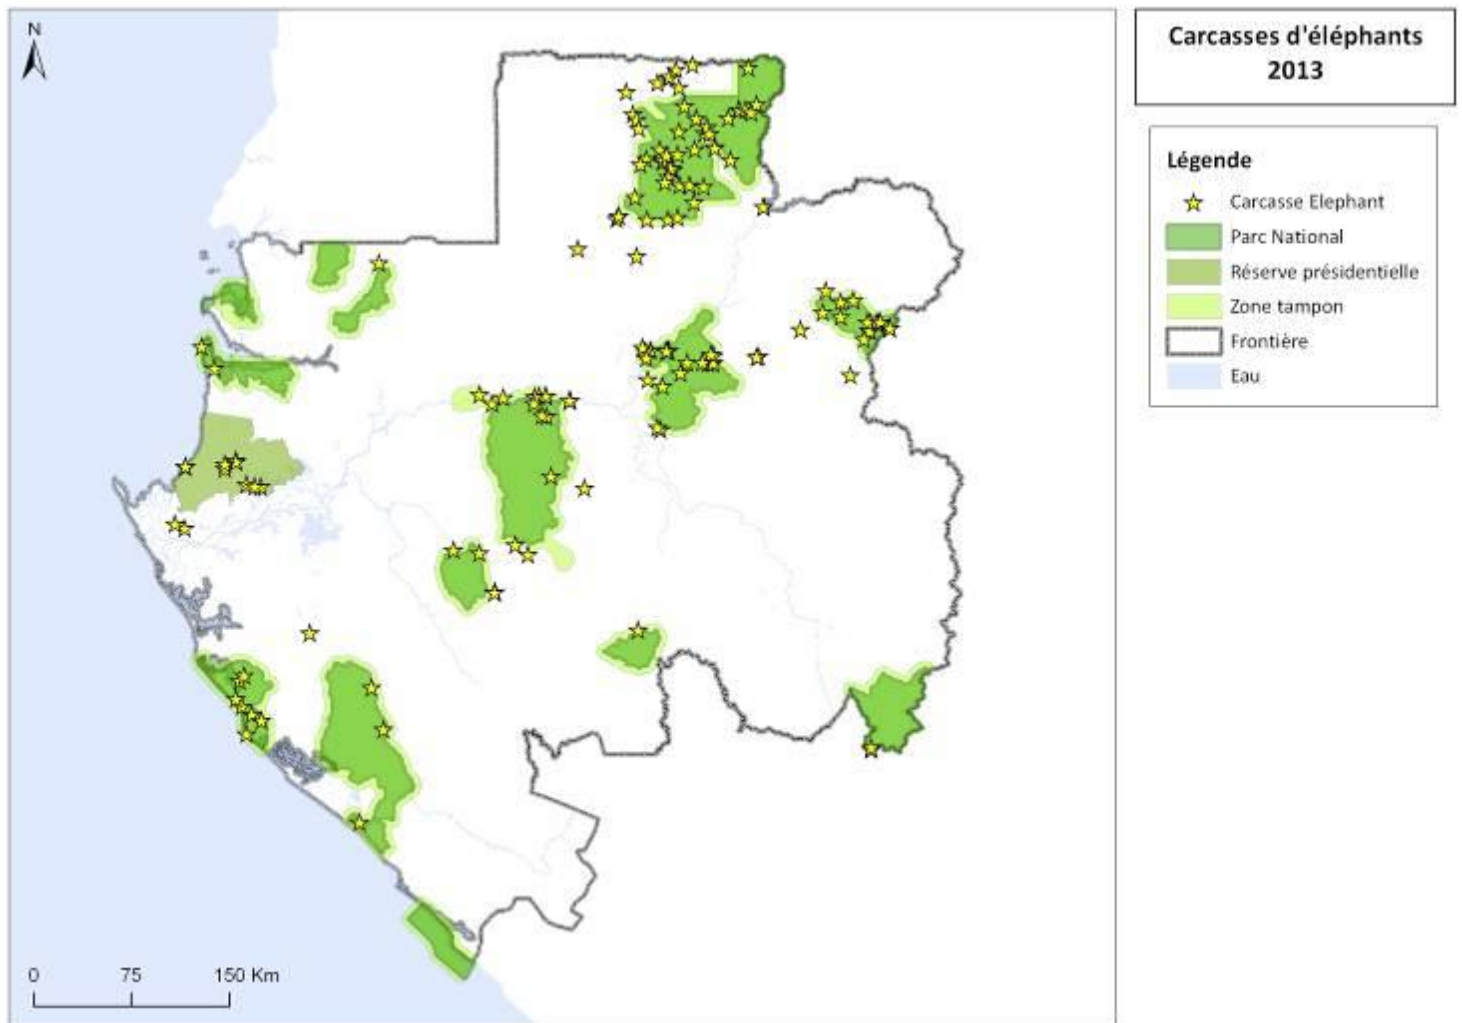 N
Carcasses d'éléphants
2013
Légende
Carcasse Elephant
Parc National
Réserve présidentielle
Zone tampon
Frontière
Eau
0 75 150 Km